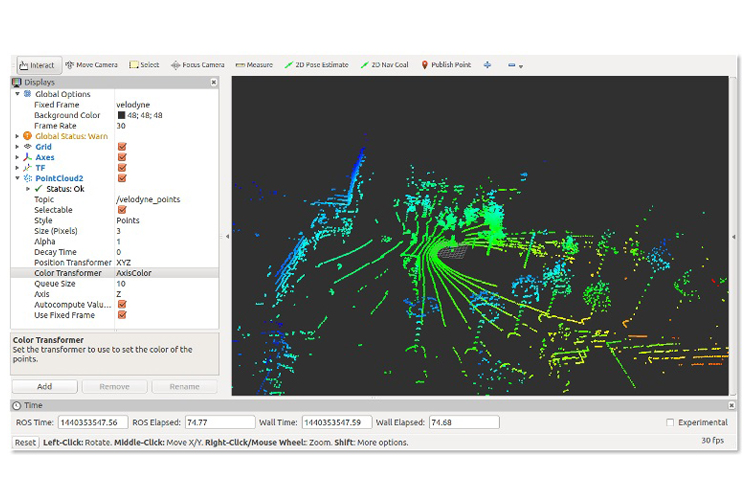 Interact Move Camera Select Focus Camera Measure 2D Pose Estimate 2D Nav Goal Publish Point
Displays
Global Options
Fixed Frame velodyne
Background Color 48; 48; 48
Frame Rate 30
Global Status: Warn
Grid
Axes
TF
PointCloud2
Status: Ok
Topic /velodyne_points
Selectable
Style Points
Size (Pixels) 3
Alpha 1
Decay Time 0
Position Transformer XYZ
Color Transformer AxisColor
Queue Size 10
Axis Z
Autocompute Valu...
Use Fixed Frame
Color Transformer
Set the transformer to use to set the color of the
points.
Add Remove Rename
Time
ROS Time: 1440353547.56 ROS Elapsed: 74.77 Wall Time: 1440353547.59 Wall Elapsed: 74.68 Experimental
Reset Left-Click: Rotate. Middle-Click: Move X/Y. Right-Click/Mouse Wheel: Zoom. Shift: More options. 30 fps